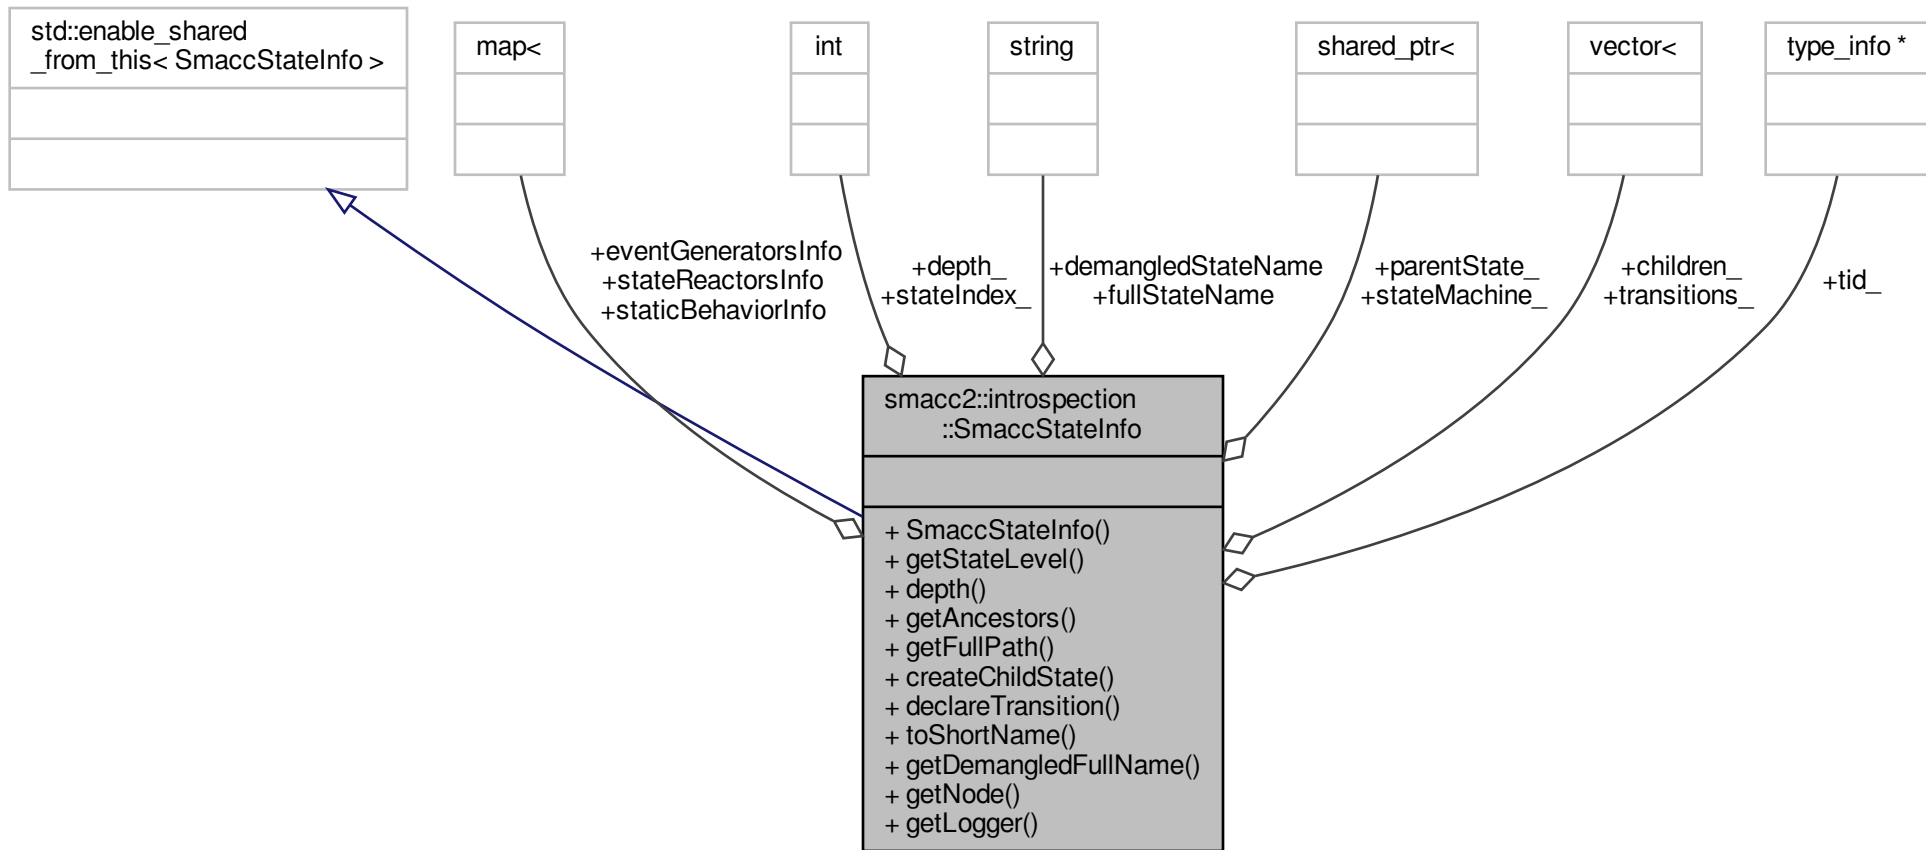 std::enable_shared
_from_this< SmaccStateInfo >
map<
int
string
shared_ptr<
vector<
type_info *
+eventGeneratorsInfo
+stateReactorsInfo
+staticBehaviorInfo
+depth_
+stateIndex_
+demangledStateName
+fullStateName
+parentState_
+stateMachine_
+children_
+transitions_
+tid_
smacc2::introspection
::SmaccStateInfo
+ SmaccStateInfo()
+ getStateLevel()
+ depth()
+ getAncestors()
+ getFullPath()
+ createChildState()
+ declareTransition()
+ toShortName()
+ getDemangledFullName()
+ getNode()
+ getLogger()